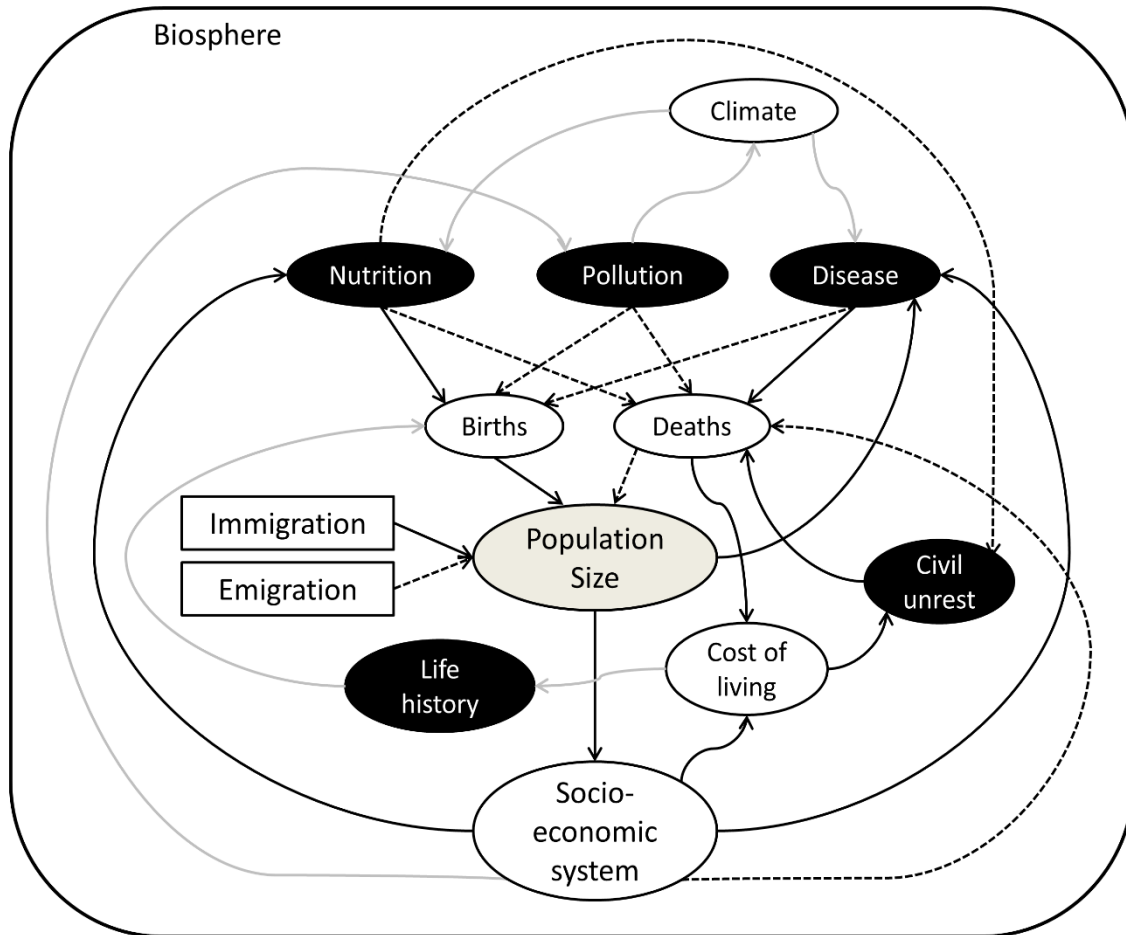 Biosphere
Climate
Nutrition
Pollution
Disease
Births
Deaths
Immigration
Emigration
Population
Size
Civil
unrest
Life
history
Cost of
living
Socio-
economic
system